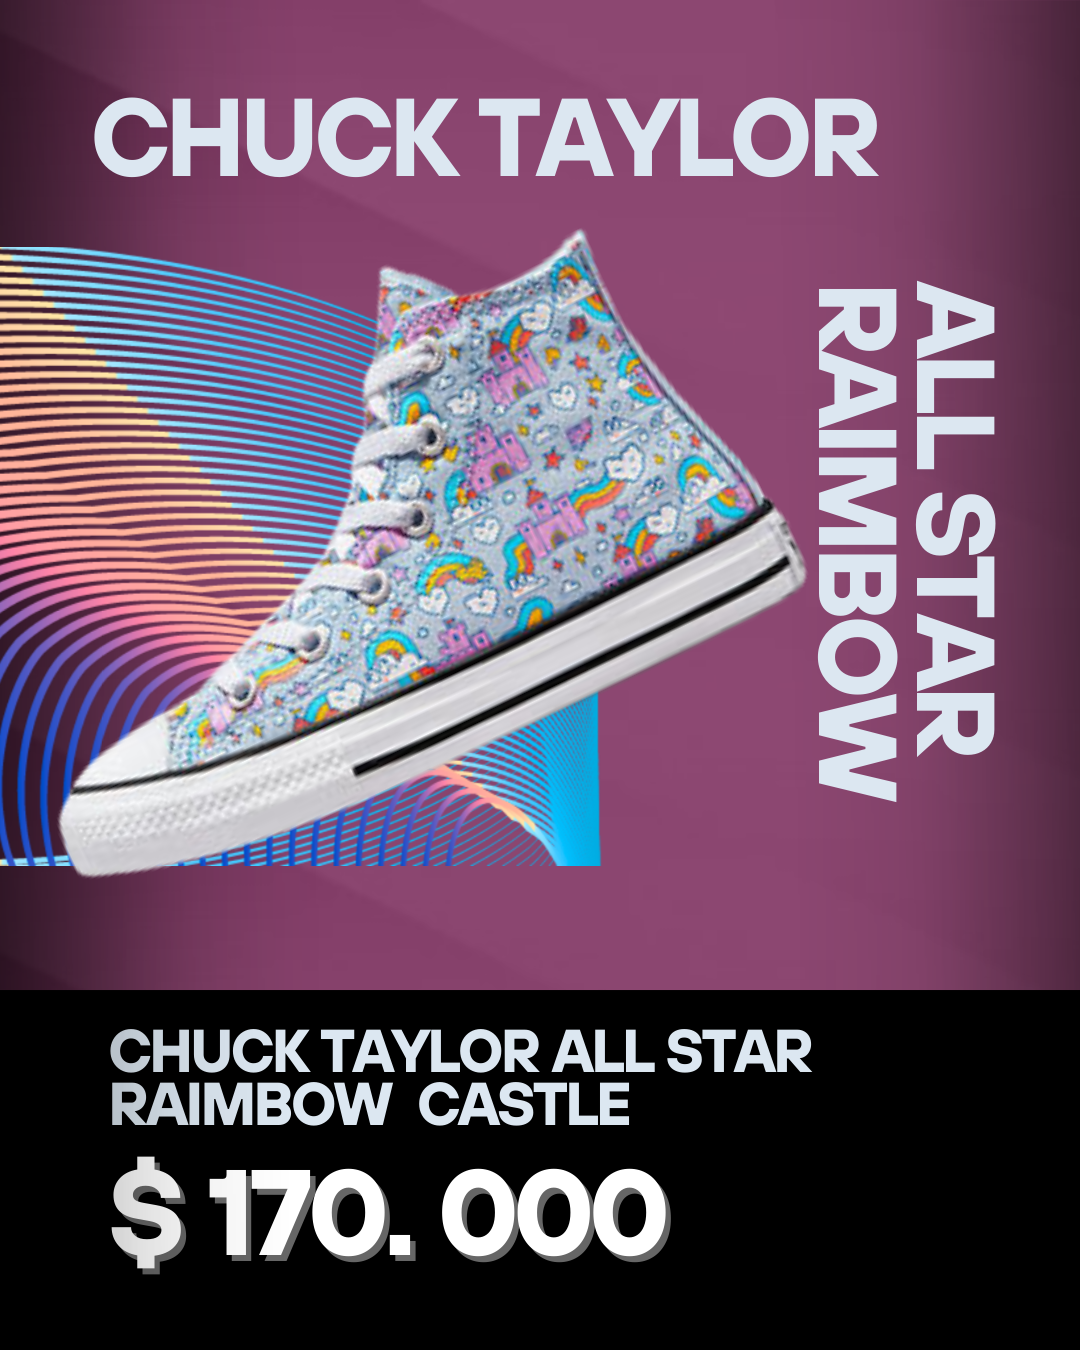 CHUCK TAYLOR
ALL STAR
RAIMBOW
CHUCK TAYLOR ALL STAR
RAIMBOW CASTLE
$ 170. 000